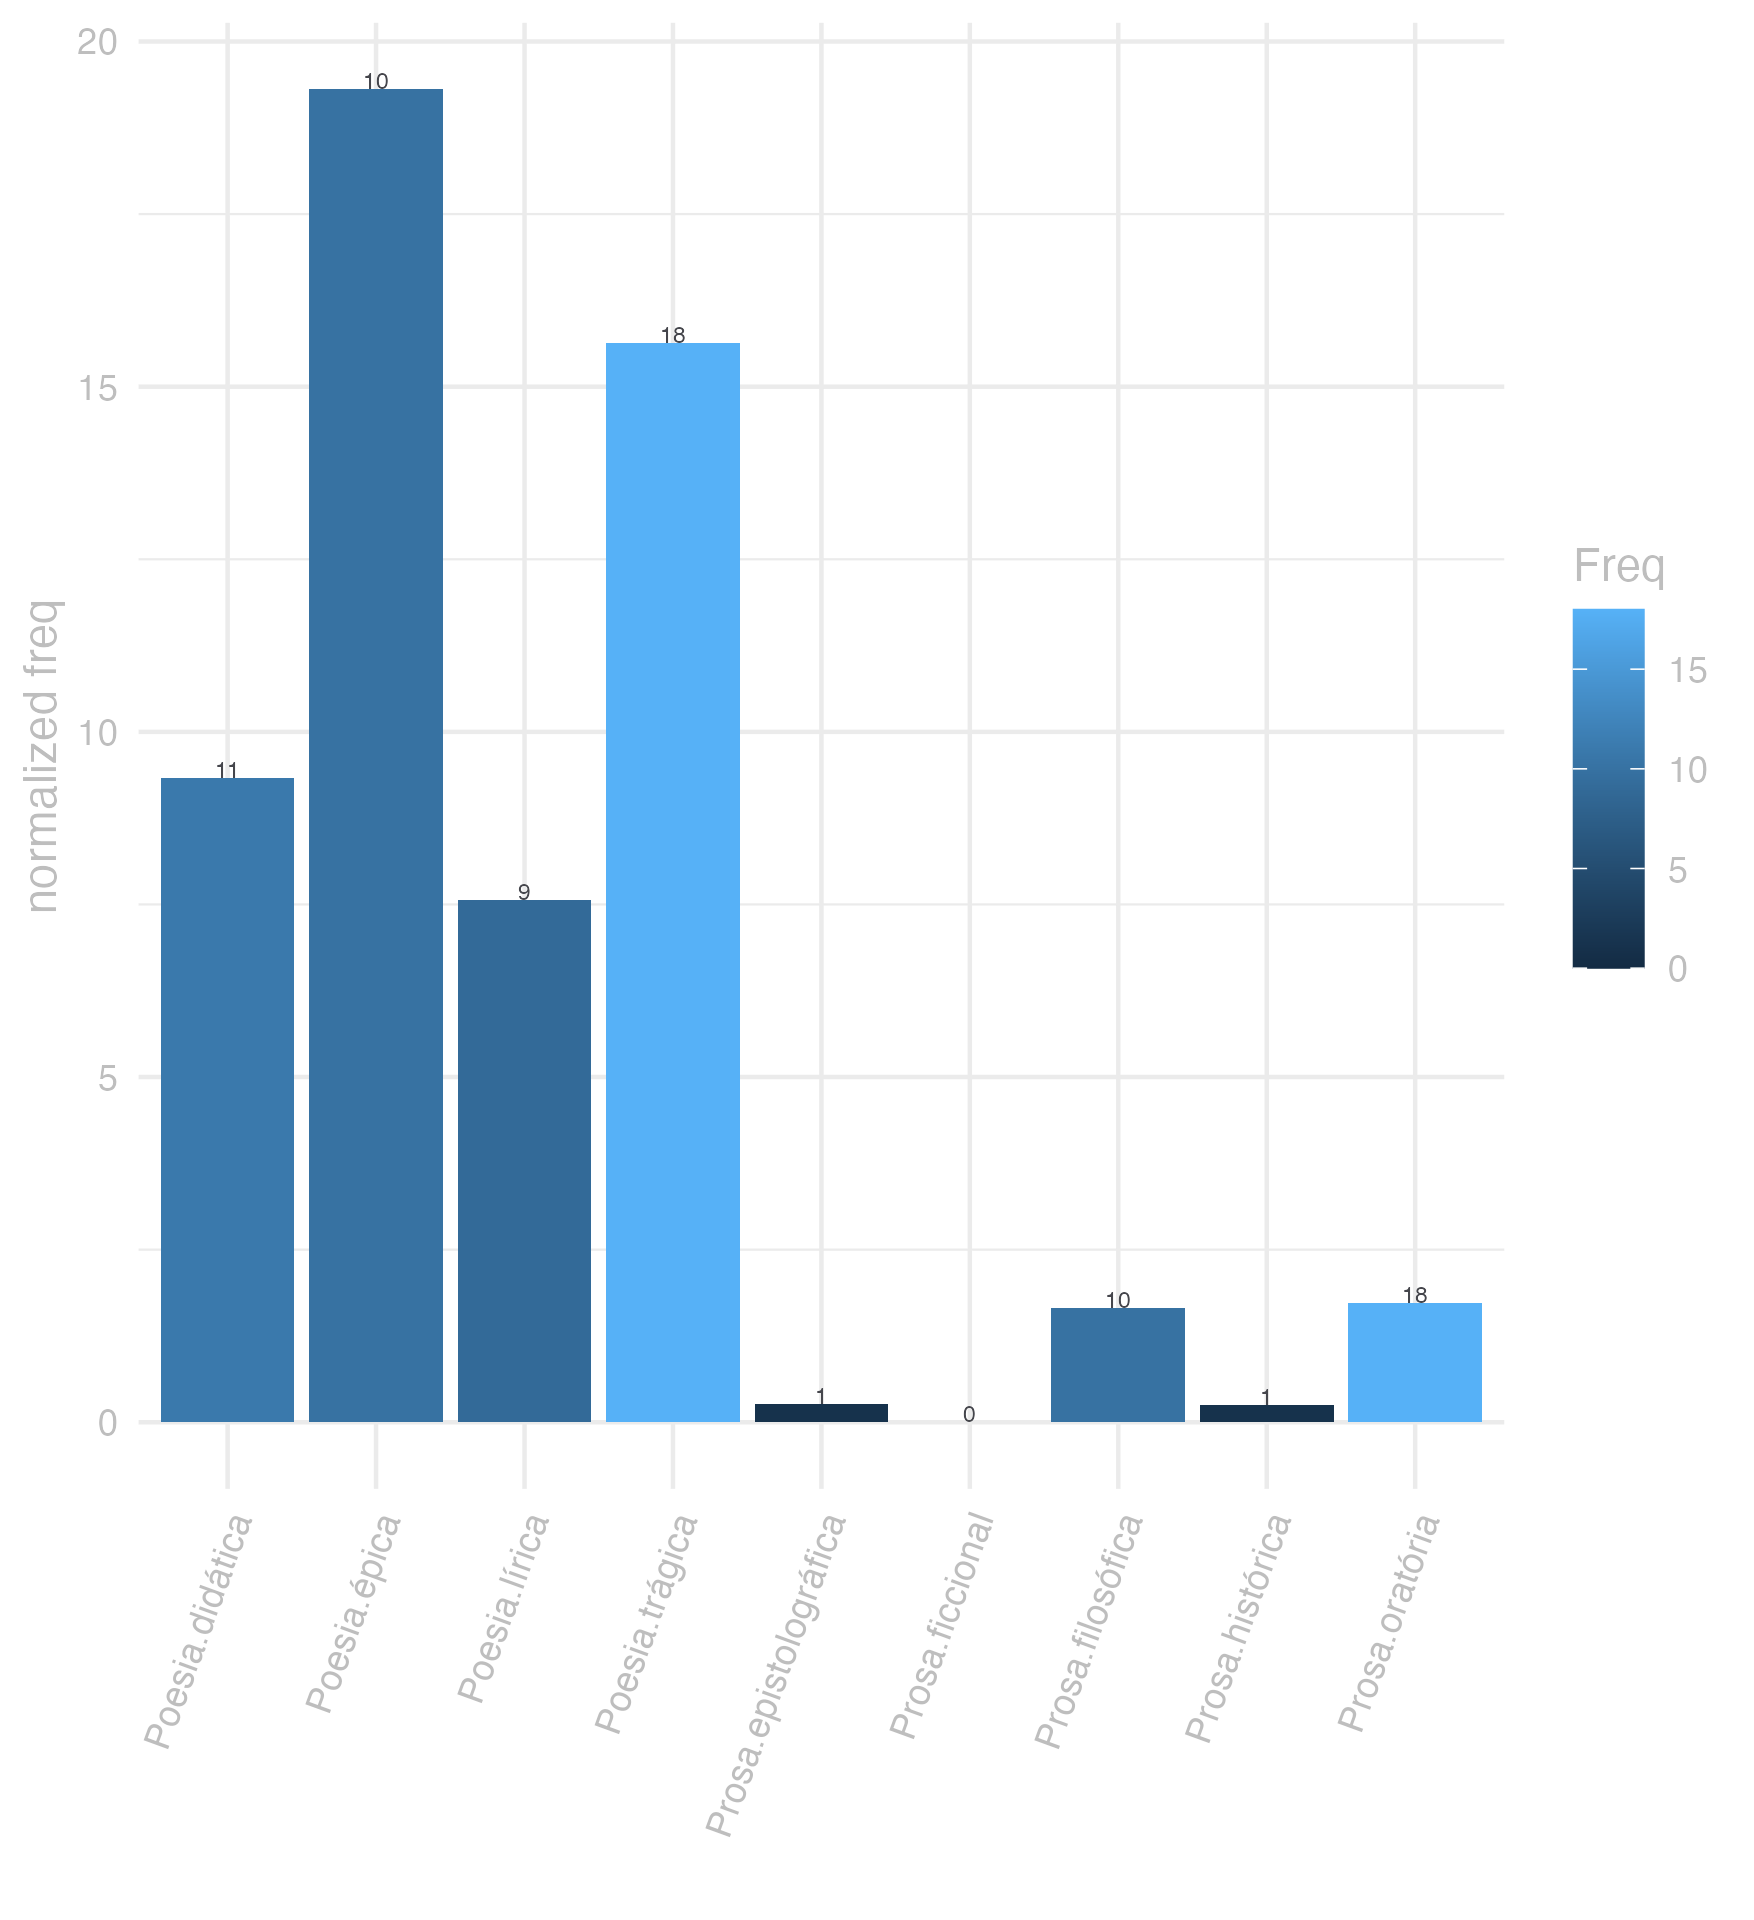 normalized freq
20
15
10
5
0
11
10
9
18
1
0
10
1
18
Poesia.didática
Poesia.épica
Poesia.lírica
Poesia.trágica
Prosa.epistolográfica
Prosa.ficcional
Prosa.filosófica
Prosa.histórica
Prosa.oratória
Freq
15
10
5
0